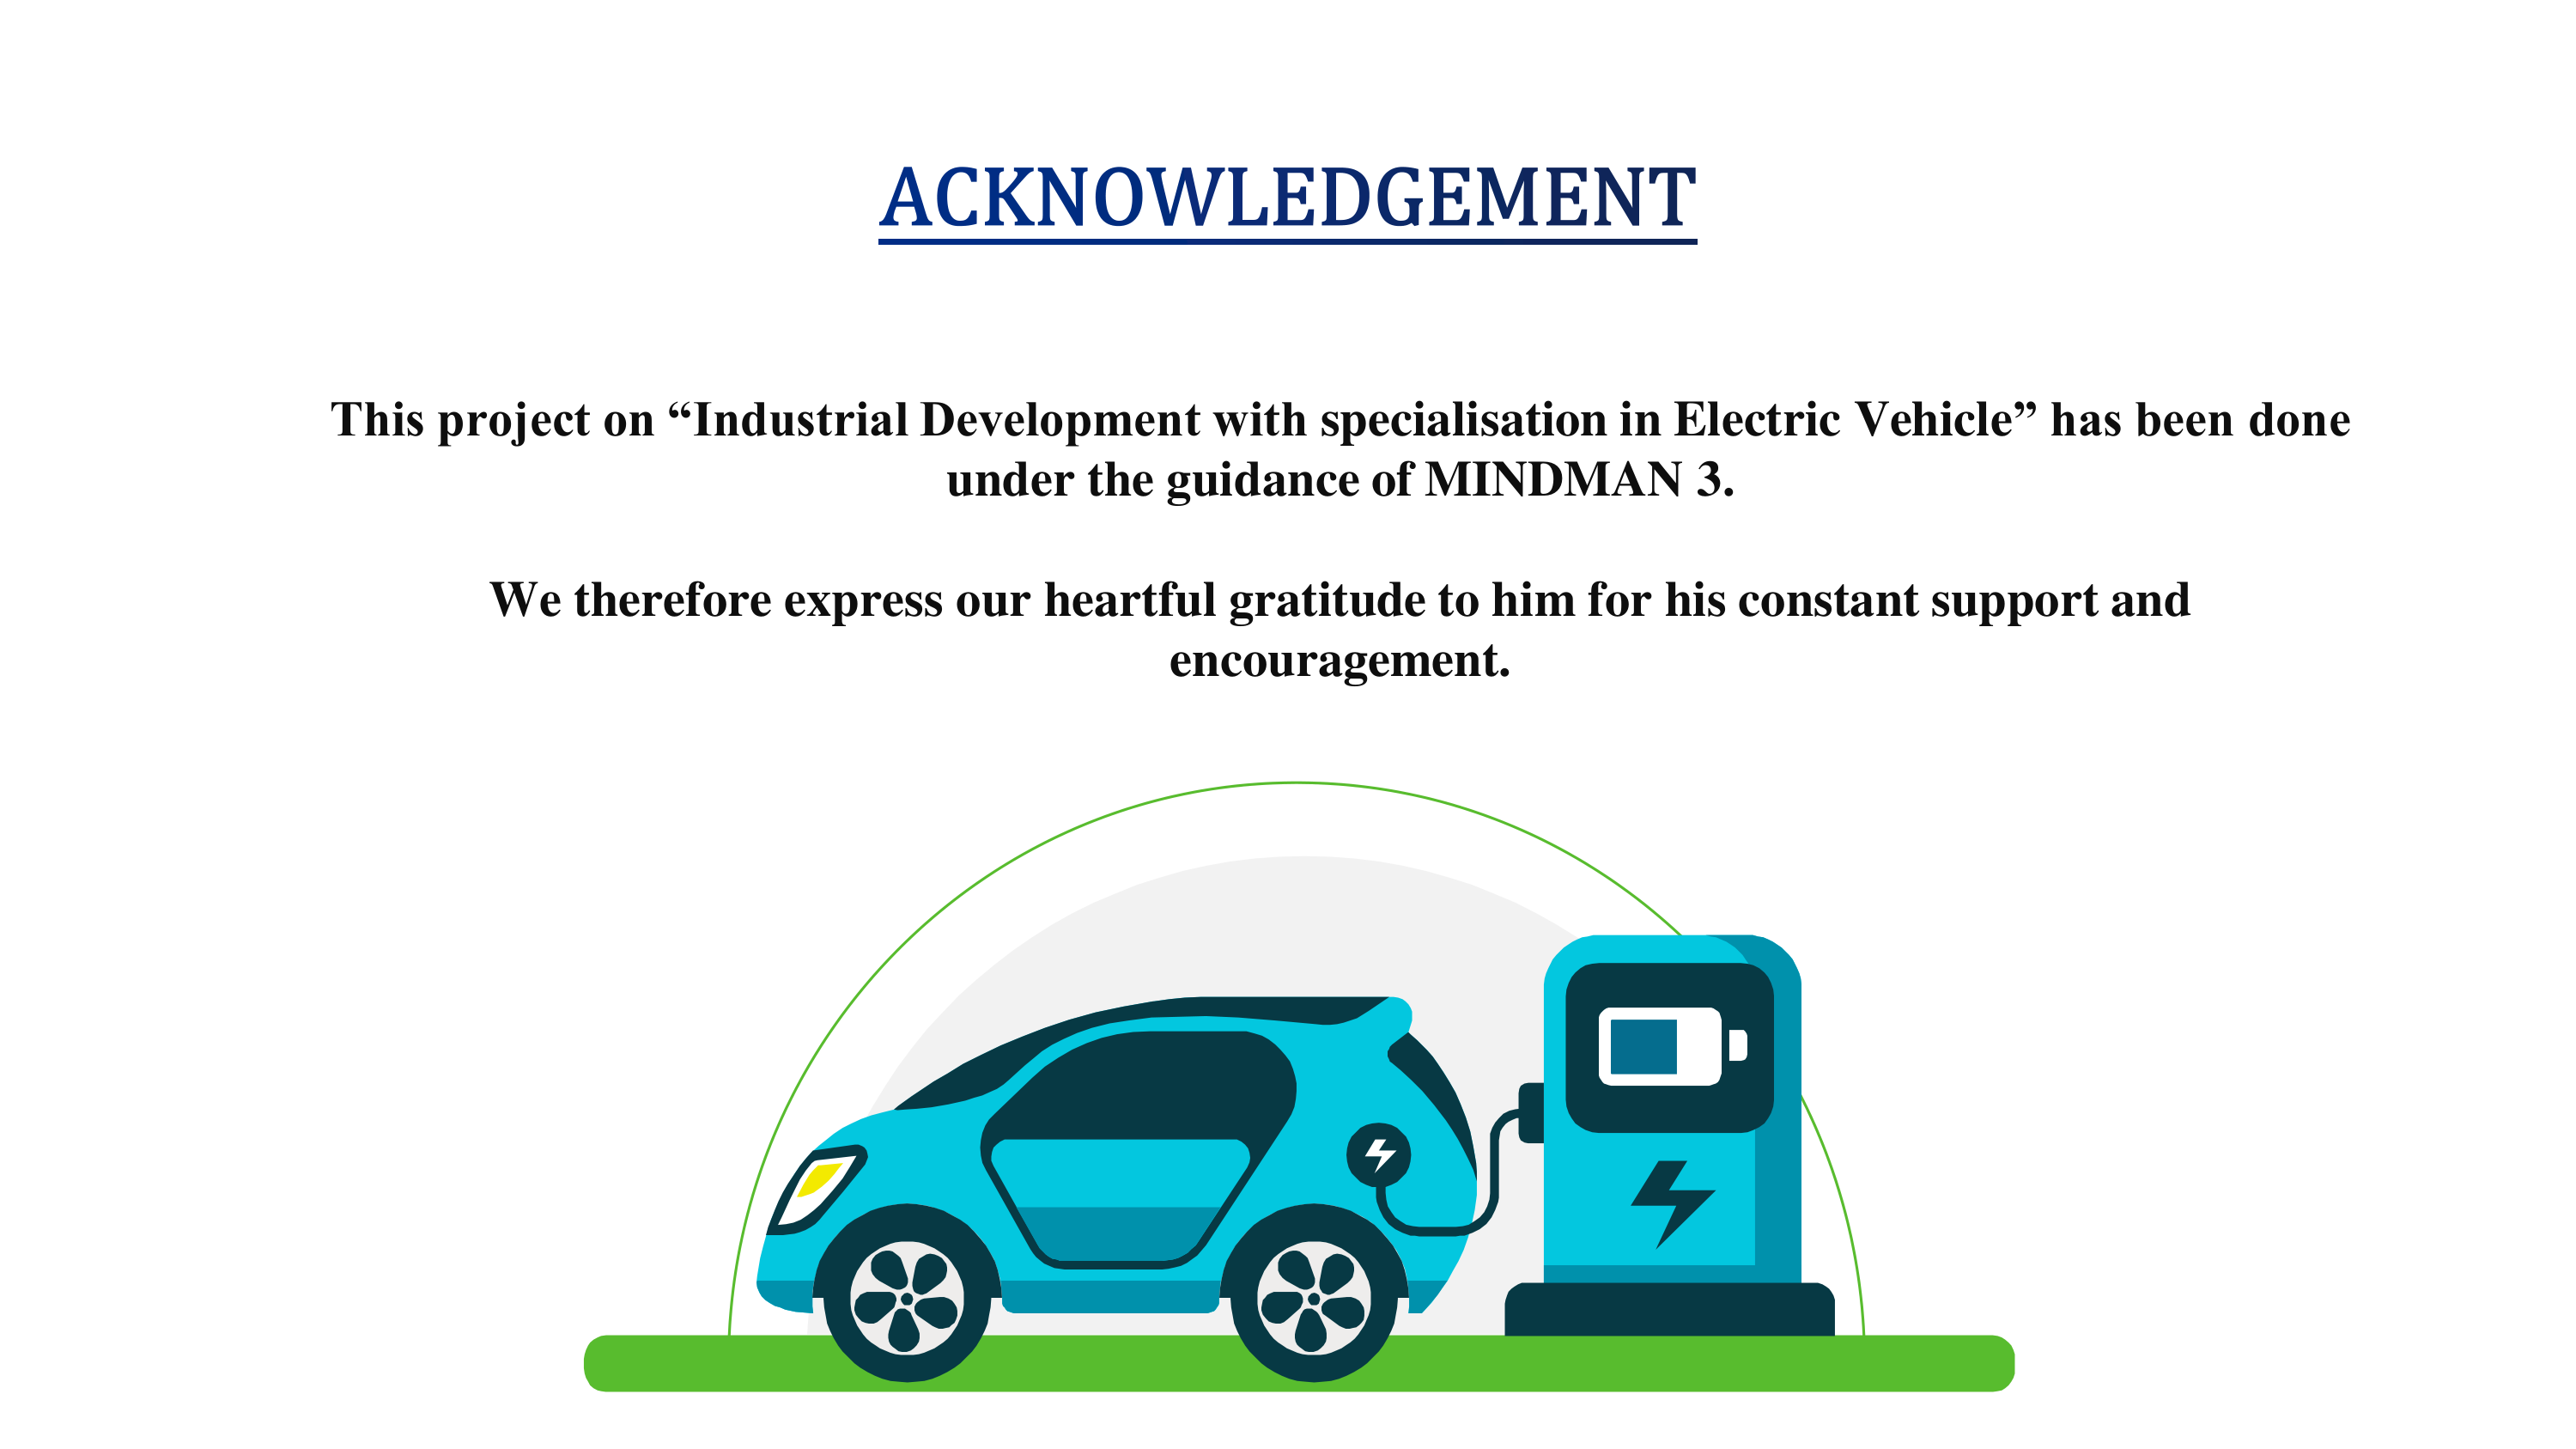 ACKNOWLEDGEMENT
This project on “Industrial Development with specialisation in Electric Vehicle” has been done
under the guidance of MINDMAN 3.
We therefore express our heartful gratitude to him for his constant support and
encouragement.